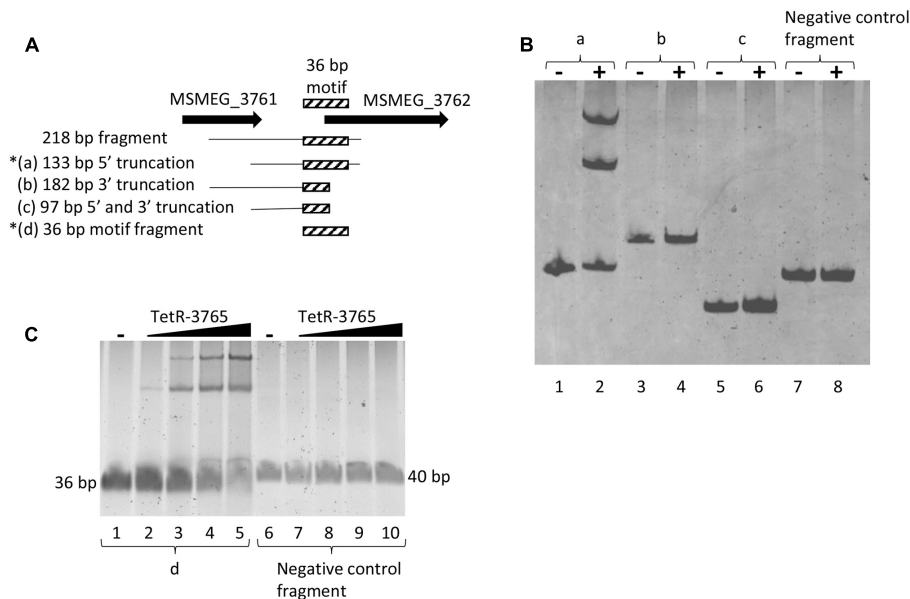 A
36 bp
motif
MSMEG_3761
MSMEG_3762
218 bp fragment
*(a) 133 bp 5’ truncation
(b) 182 bp 3’ truncation
(c) 97 bp 5’ and 3’ truncation
*(d) 36 bp motif fragment
B
a
b
c
Negative control
fragment
- + - + - + - +
1 2 3 4 5 6 7 8
C
TetR-3765
TetR-3765
- -
36 bp
40 bp
1 2 3 4 5 6 7 8 9 10
d
Negative control
fragment